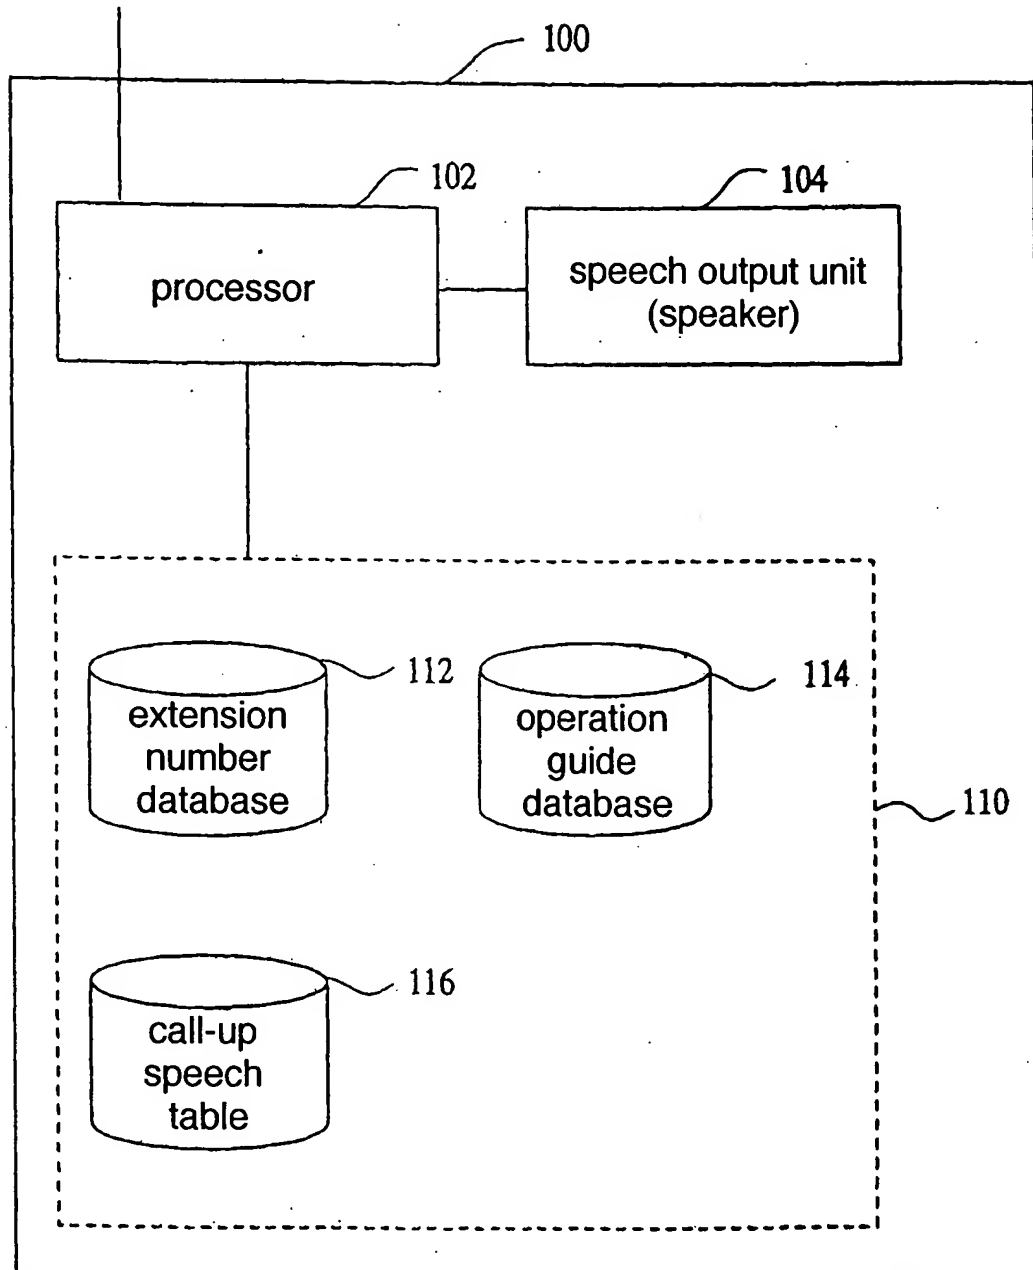 100
102
104
processor
speech output unit
(speaker)
112
114
extension
number
database
operation
guide
database
110
116
call-up
speech
table